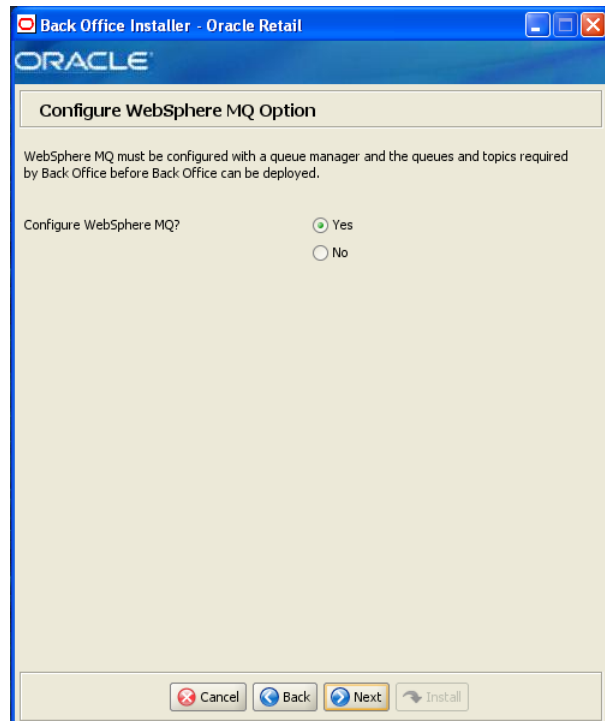 Back Office Installer - Oracle Retail
ORACLE
Configure WebSphere MQ Option
WebSphere MQ must be configured with a queue manager and the queues and topics required
by Back Office before Back Office can be deployed.
Configure WebSphere MQ?
Yes
No
Cancel
Back
Next
Install